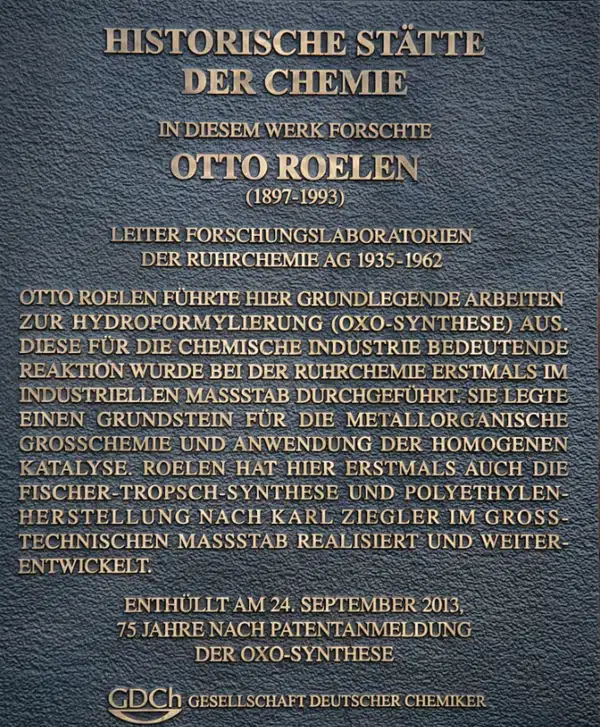 HISTORISCHE STÄTTE
DER CHEMIE
IN DIESEM WERK FORSCHTE
OTTO ROELEN
(1897-1993)
LEITER FORSCHUNGSLABORATORIEN
DER RUHRCHEMIE AG 1935-1962
OTTO ROELEN FÜHRTE HIER GRUNDLEGENDE ARBEITEN
ZUR HYDROFORMYLIERUNG (OXO-SYNTHESE) AUS.
DIESE FÜR DIE CHEMISCHE INDUSTRIE BEDEUTENDE
REAKTION WURDE BEI DER RUHRCHEMIE ERSTMALS IM
INDUSTRIELLEN MASSSTAB DURCHGEFÜHRT. SIE LEGTE
EINEN GRUNDSTEIN FÜR DIE METALLORGANISCHE
GROSSCHEMIE UND ANWENDUNG DER HOMOGENEN
KATALYSE. ROELEN HAT HIER ERSTMALS AUCH DIE
FISCHER-TROPSCH-SYNTHESE UND POLYETHYLEN-
HERSTELLUNG NACH KARL ZIEGLER IM GROSS-
TECHNISCHEN MASSSTAB REALISIERT UND WEITER-
ENTWICKELT.
ENTHÜLLT AM 24. SEPTEMBER 2013,
75 JAHRE NACH PATENTANMELDUNG
DER OXO-SYNTHESE
GDCh GESELLSCHAFT DEUTSCHER CHEMIKER